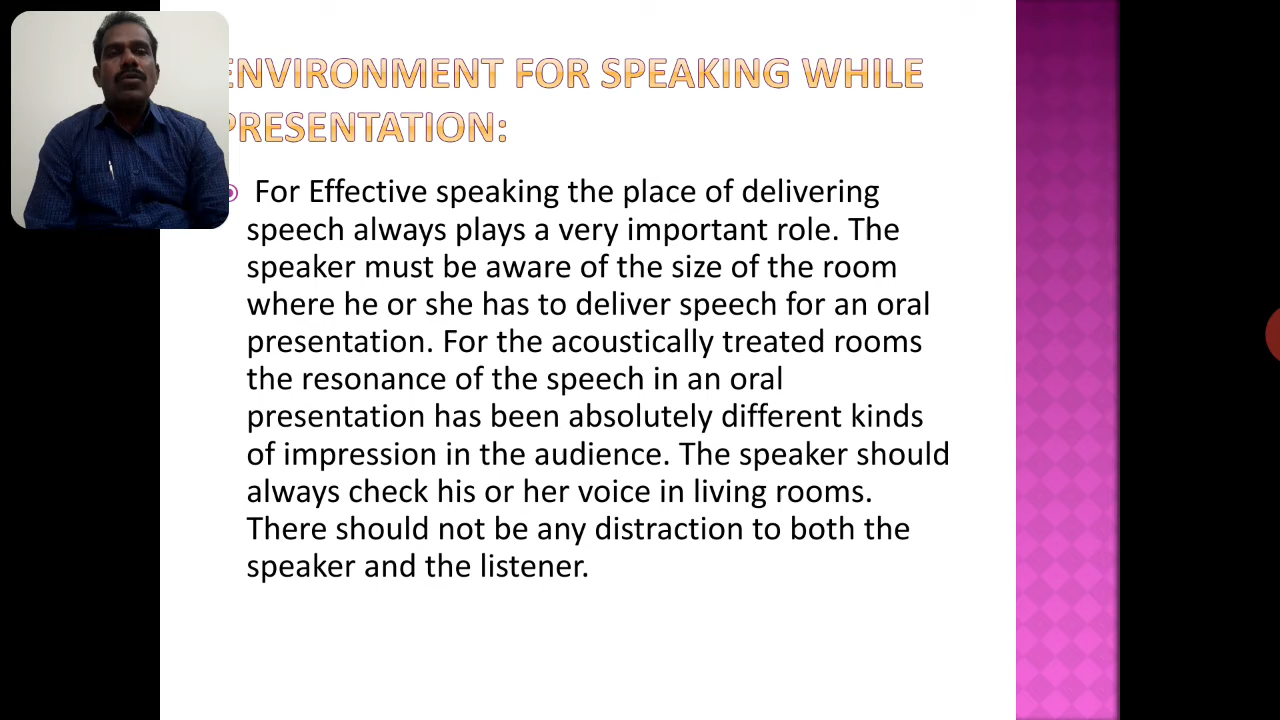 ENVIRONMENT FOR SPEAKING WHILE
PRESENTATION:
For Effective speaking the place of delivering
speech always plays a very important role. The
speaker must be aware of the size of the room
where he or she has to deliver speech for an oral
presentation. For the acoustically treated rooms
the resonance of the speech in an oral
presentation has been absolutely different kinds
of impression in the audience. The speaker should
always check his or her voice in living rooms.
There should not be any distraction to both the
speaker and the listener.